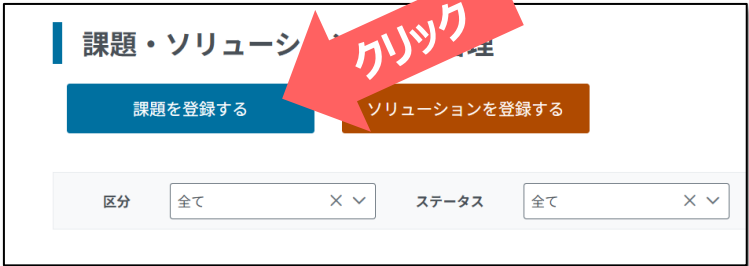 課題・ソリューシ
理
クリック
課題を登録する
ソリューションを登録する
区分 全て ステータス 全て